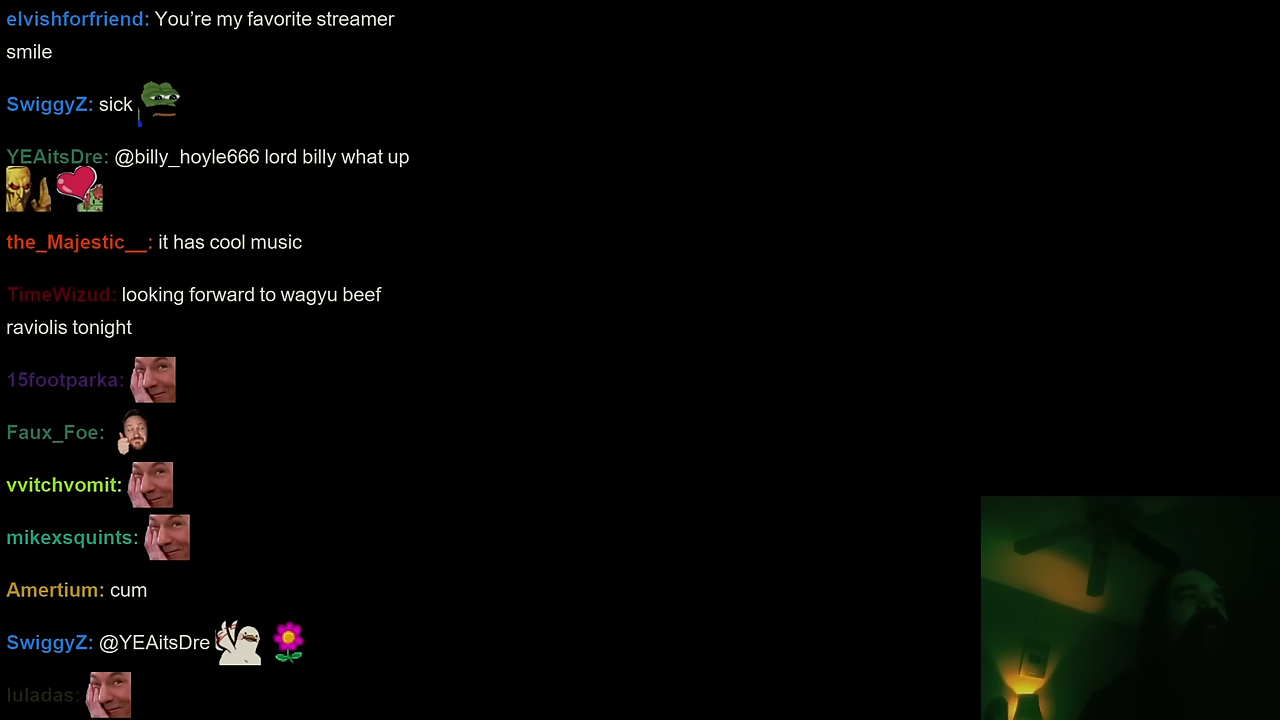 elvishforfriend: You’re my favorite streamer
smile
SwiggyZ: sick
YEAitsDre: @billy_hoyle666 lord billy what up
the_Majestic__: it has cool music
TimeWizud: looking forward to wagyu beef
raviolis tonight
15footparka:
Faux_Foe:
vvitchvomit:
mikexsquints:
Amertium: cum
SwiggyZ: @YEAitsDre
luladas: